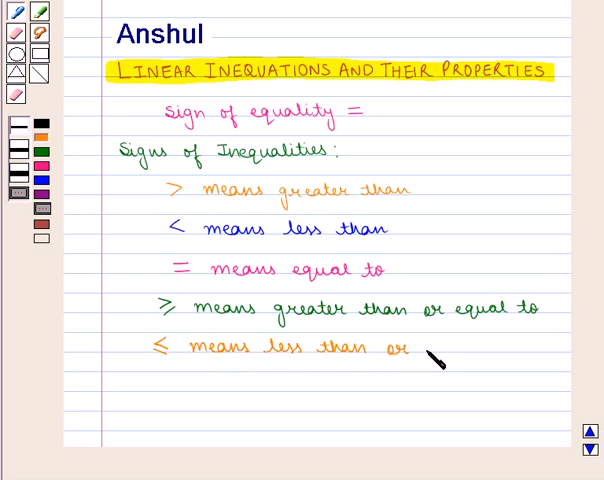 Anshul
LINEAR INEQUATIONS AND THEIR PROPERTIES
Sign of equality =
Signs of Inequalities:
> means greater than
< means less than
= means equal to
≥ means greater than or equal to
≤ means less than or